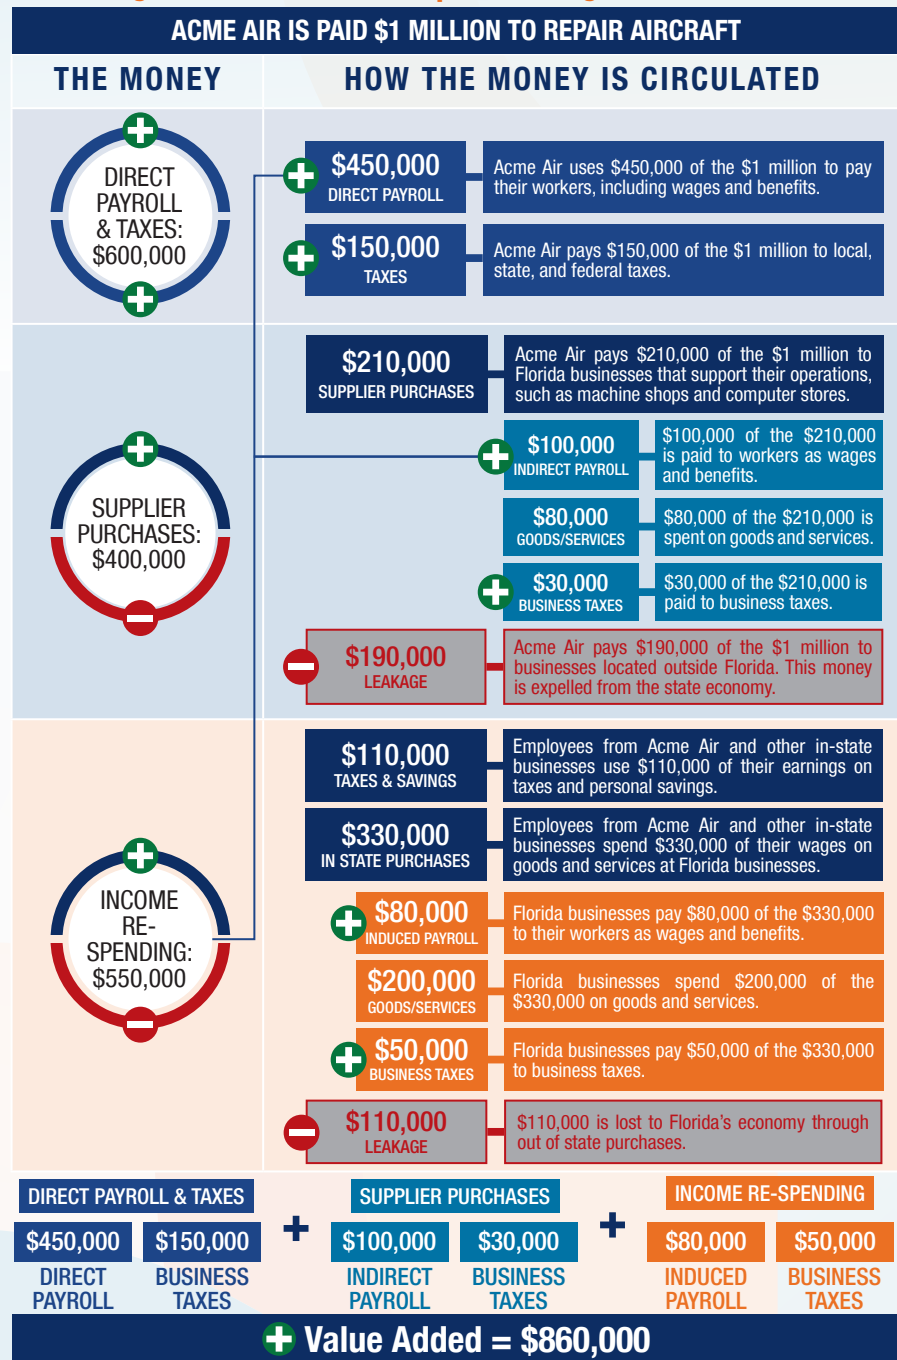 ACME AIR IS PAID $1 MILLION TO REPAIR AIRCRAFT
THE MONEY
HOW THE MONEY IS CIRCULATED
DIRECT
PAYROLL
& TAXES:
$600,000
$450,000
DIRECT PAYROLL
Acme Air uses $450,000 of the $1 million to pay
their workers, including wages and benefits.
$150,000
TAXES
Acme Air pays $150,000 of the $1 million to local,
state, and federal taxes.
SUPPLIER
PURCHASES:
$400,000
$210,000
SUPPLIER PURCHASES
Acme Air pays $210,000 of the $1 million to
Florida businesses that support their operations,
such as machine shops and computer stores.
$100,000
INDIRECT PAYROLL
$100,000 of the $210,000
is paid to workers as wages
and benefits.
$80,000
GOODS/SERVICES
$80,000 of the $210,000 is
spent on goods and services.
$30,000
BUSINESS TAXES
$30,000 of the $210,000 is
paid to business taxes.
$190,000
LEAKAGE
Acme Air pays $190,000 of the $1 million to
businesses located outside Florida. This money
is expelled from the state economy.
INCOME
RE-
SPENDING:
$550,000
$110,000
TAXES & SAVINGS
Employees from Acme Air and other in-state
businesses use $110,000 of their earnings on
taxes and personal savings.
$330,000
IN STATE PURCHASES
Employees from Acme Air and other in-state
businesses spend $330,000 of their wages on
goods and services at Florida businesses.
$80,000
INDUCED PAYROLL
Florida businesses pay $80,000 of the $330,000
to their workers as wages and benefits.
$200,000
GOODS/SERVICES
Florida businesses spend $200,000 of the
$330,000 on goods and services.
$50,000
BUSINESS TAXES
Florida businesses pay $50,000 of the $330,000
to business taxes.
$110,000
LEAKAGE
$110,000 is lost to Florida's economy through
out of state purchases.
DIRECT PAYROLL & TAXES
$450,000
DIRECT
PAYROLL
$150,000
BUSINESS
TAXES
+
SUPPLIER PURCHASES
$100,000
INDIRECT
PAYROLL
$30,000
BUSINESS
TAXES
+
INCOME RE-SPENDING
$80,000
INDUCED
PAYROLL
$50,000
BUSINESS
TAXES
+ Value Added = $860,000